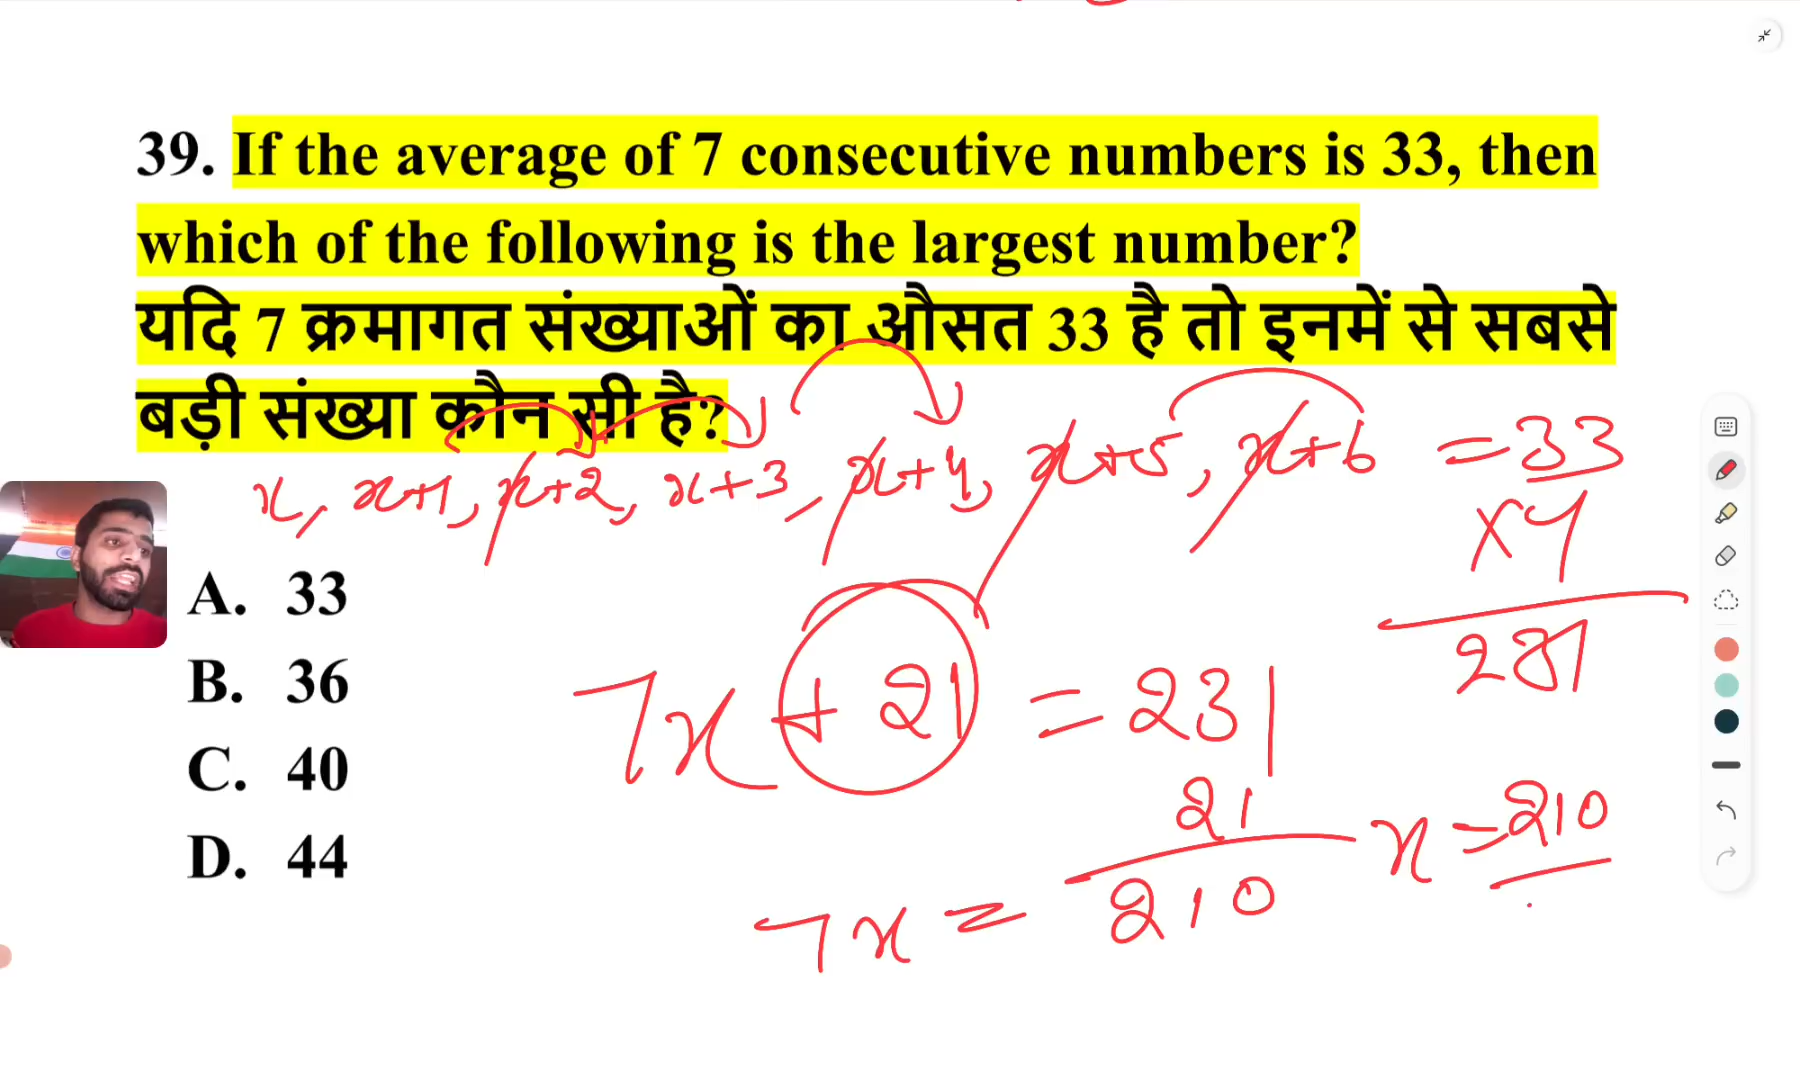 39. If the average of 7 consecutive numbers is 33, then
which of the following is the largest number?
यदि 7 क्रमागत संख्याओं का औसत 33 है तो इनमें से सबसे
बड़ी संख्या कौन सी है?
x, x+1, x+2, x+3, x+4, x+5, x+6 = 33
×7
231
A. 33
B. 36
C. 40
D. 44
7x + 21 = 231
21
7x = 210
x = 210